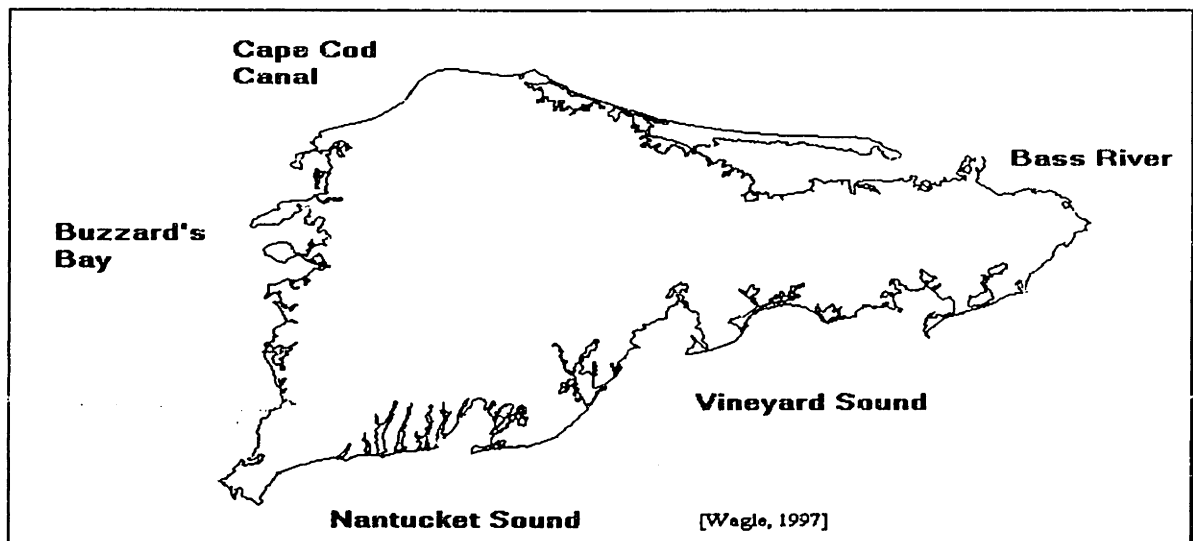 Cape Cod
Canal
Bass River
Buzzard's
Bay
Vineyard Sound
Nantucket Sound
[Wagle, 1997]